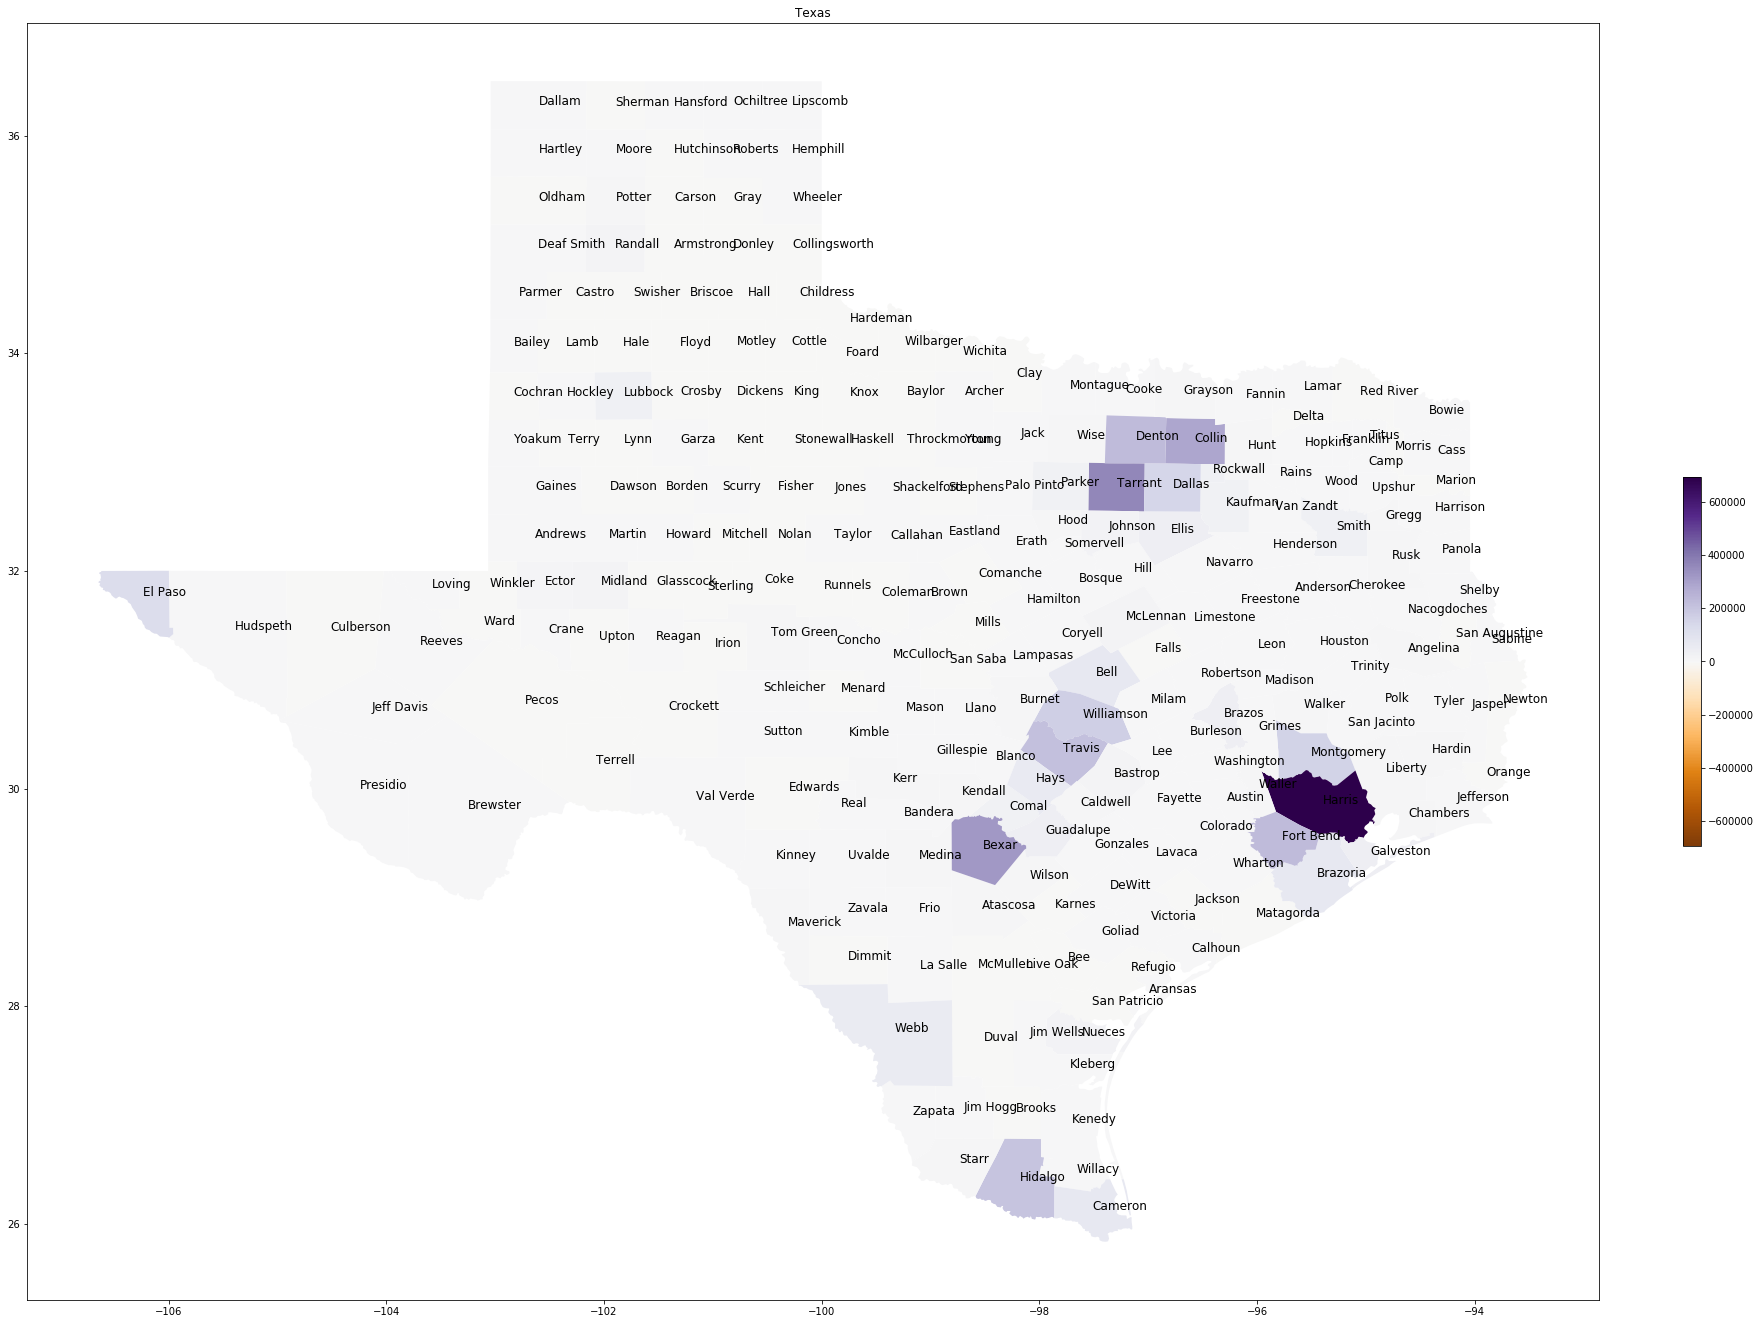 Texas
36
34
32
30
28
26
Dallam Sherman Hansford Ochiltree Lipscomb
Hartley Moore Hutchinson Roberts Hemphill
Oldham Potter Carson Gray Wheeler
Deaf Smith Randall Armstrong Donley Collingsworth
Parmer Castro Swisher Briscoe Hall Childress
Hardeman
Bailey Lamb Hale Floyd Motley Cottle Foard Wilbarger Wichita
Clay Montague Cooke Grayson Fannin Lamar Red River
Cochran Hockley Lubbock Crosby Dickens King Knox Baylor Archer
Delta Bowie
Yoakum Terry Lynn Garza Kent Stonewall Haskell Throckmorton Young Jack Wise Denton Collin Hunt Hopkins Franklin Titus Morris Cass
Rockwall Rains Wood Camp Upshur Marion
Gaines Dawson Borden Scurry Fisher Jones Shackelford Stephens Palo Pinto Parker Tarrant Dallas Kaufman Van Zandt Gregg Harrison
Andrews Martin Howard Mitchell Nolan Taylor Callahan Eastland Erath Hood Somervell Johnson Ellis Henderson Smith Rusk Panola
El Paso Loving Winkler Ector Midland Glasscock Sterling Coke Runnels Coleman Brown Comanche Bosque Hill Navarro Anderson Cherokee Shelby
Hamilton McLennan Limestone Freestone Nacogdoches
Hudspeth Culberson Reeves Ward Crane Upton Reagan Irion Tom Green Concho McCulloch San Saba Mills Lampasas Coryell Falls Leon Houston Angelina San Augustine Sabine
Bell Robertson Madison Trinity
Jeff Davis Pecos Crockett Schleicher Menard Mason Llano Burnet Williamson Milam Brazos Walker Polk Tyler Jasper Newton
Sutton Kimble Gillespie Blanco Travis Lee Burleson Grimes San Jacinto
Terrell Washington Montgomery Liberty Hardin Orange
Presidio Brewster Val Verde Edwards Real Kerr Kendall Hays Bastrop Waller Harris Jefferson
Bandera Comal Caldwell Fayette Austin Chambers
Kinney Uvalde Medina Bexar Guadalupe Gonzales Lavaca Colorado Fort Bend Galveston
Wilson DeWitt Wharton Brazoria
Maverick Zavala Frio Atascosa Karnes Goliad Victoria Jackson Matagorda
Dimmit La Salle McMullen Live Oak Bee Refugio Calhoun
San Patricio Aransas
Webb Duval Jim Wells Nueces
Kleberg
Zapata Jim Hogg Brooks Kenedy
Starr Hidalgo Willacy
Cameron
−106 −104 −102 −100 −98 −96 −94
600000
400000
200000
0
−200000
−400000
−600000